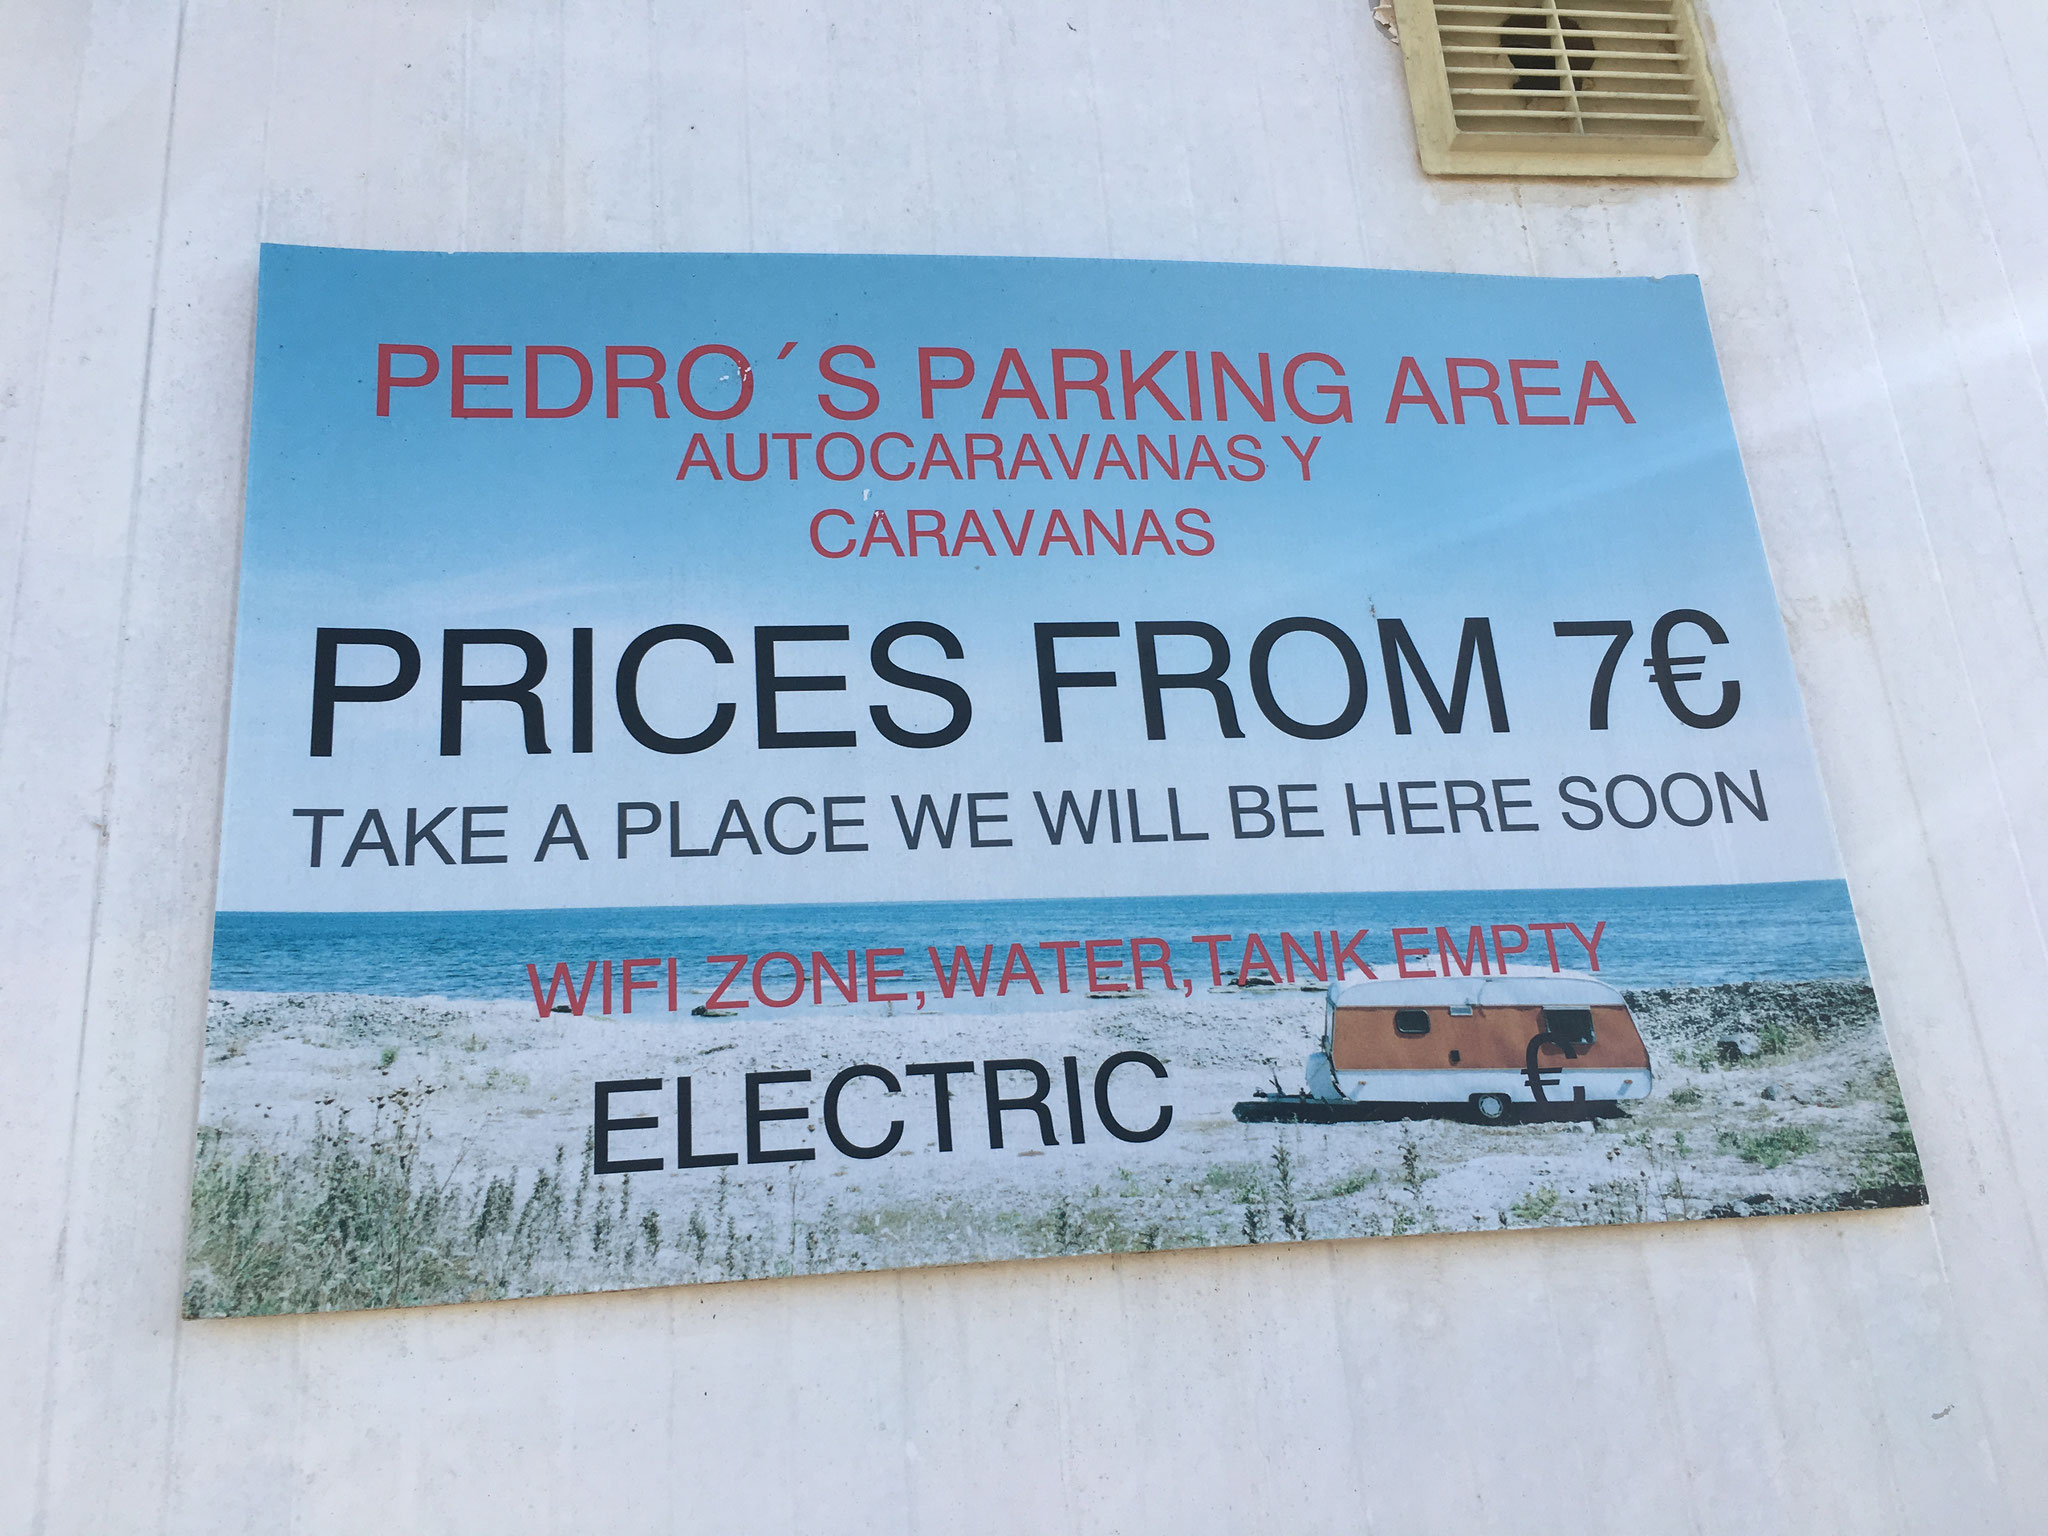 PEDRO´S PARKING AREA
AUTOCARAVANAS Y
CARAVANAS
PRICES FROM 7€
TAKE A PLACE WE WILL BE HERE SOON
WIFI ZONE,WATER,TANK EMPTY
ELECTRIC €